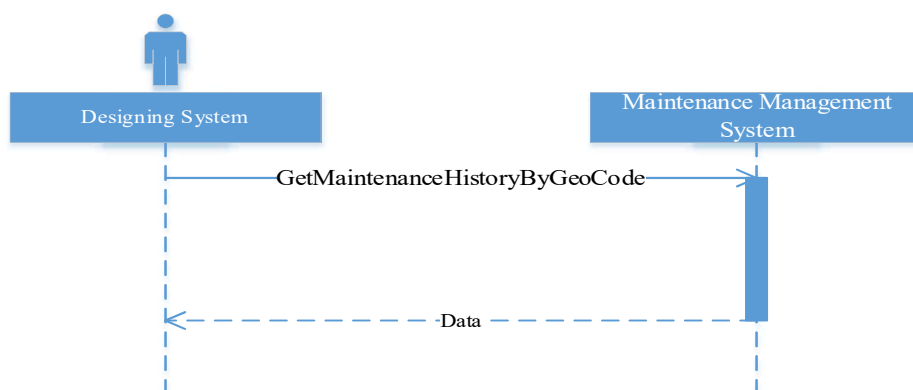 Designing System
Maintenance Management
System
GetMaintenanceHistoryByGeoCode
Data